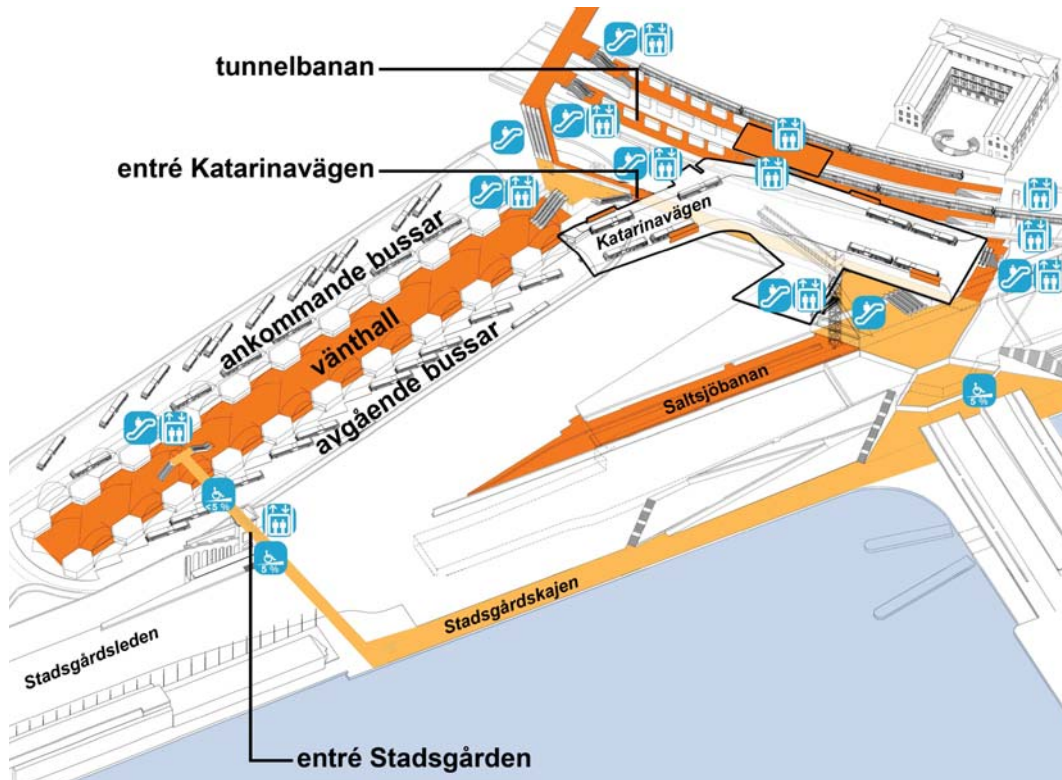 tunnelbanan
entré Katarinavägen
Katarinavägen
ankommande bussar
vänthall
avgående bussar
Saltsjöbanan
5 %
<5 %
5 %
Stadsgårdskajen
Stadsgårdsleden
entré Stadsgården